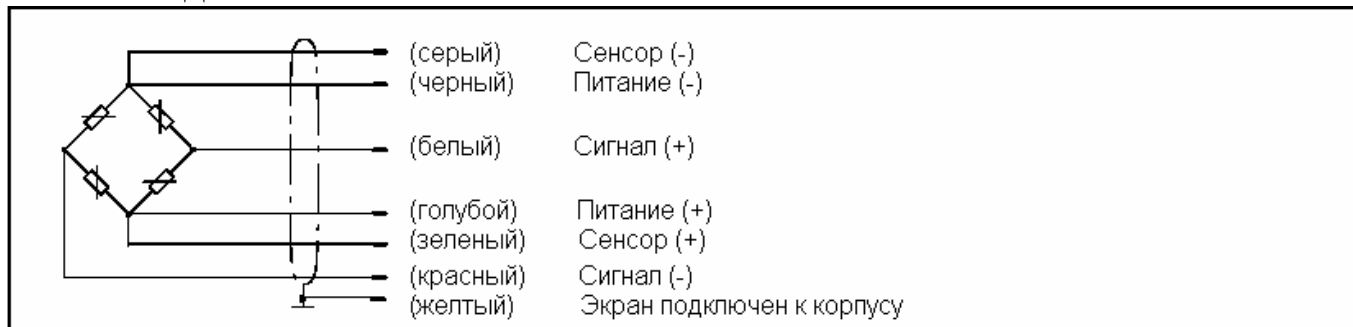 (серый) Сенсор (-)
(черный) Питание (-)
(белый) Сигнал (+)
(голубой) Питание (+)
(зеленый) Сенсор (+)
(красный) Сигнал (-)
(желтый) Экран подключен к корпусу